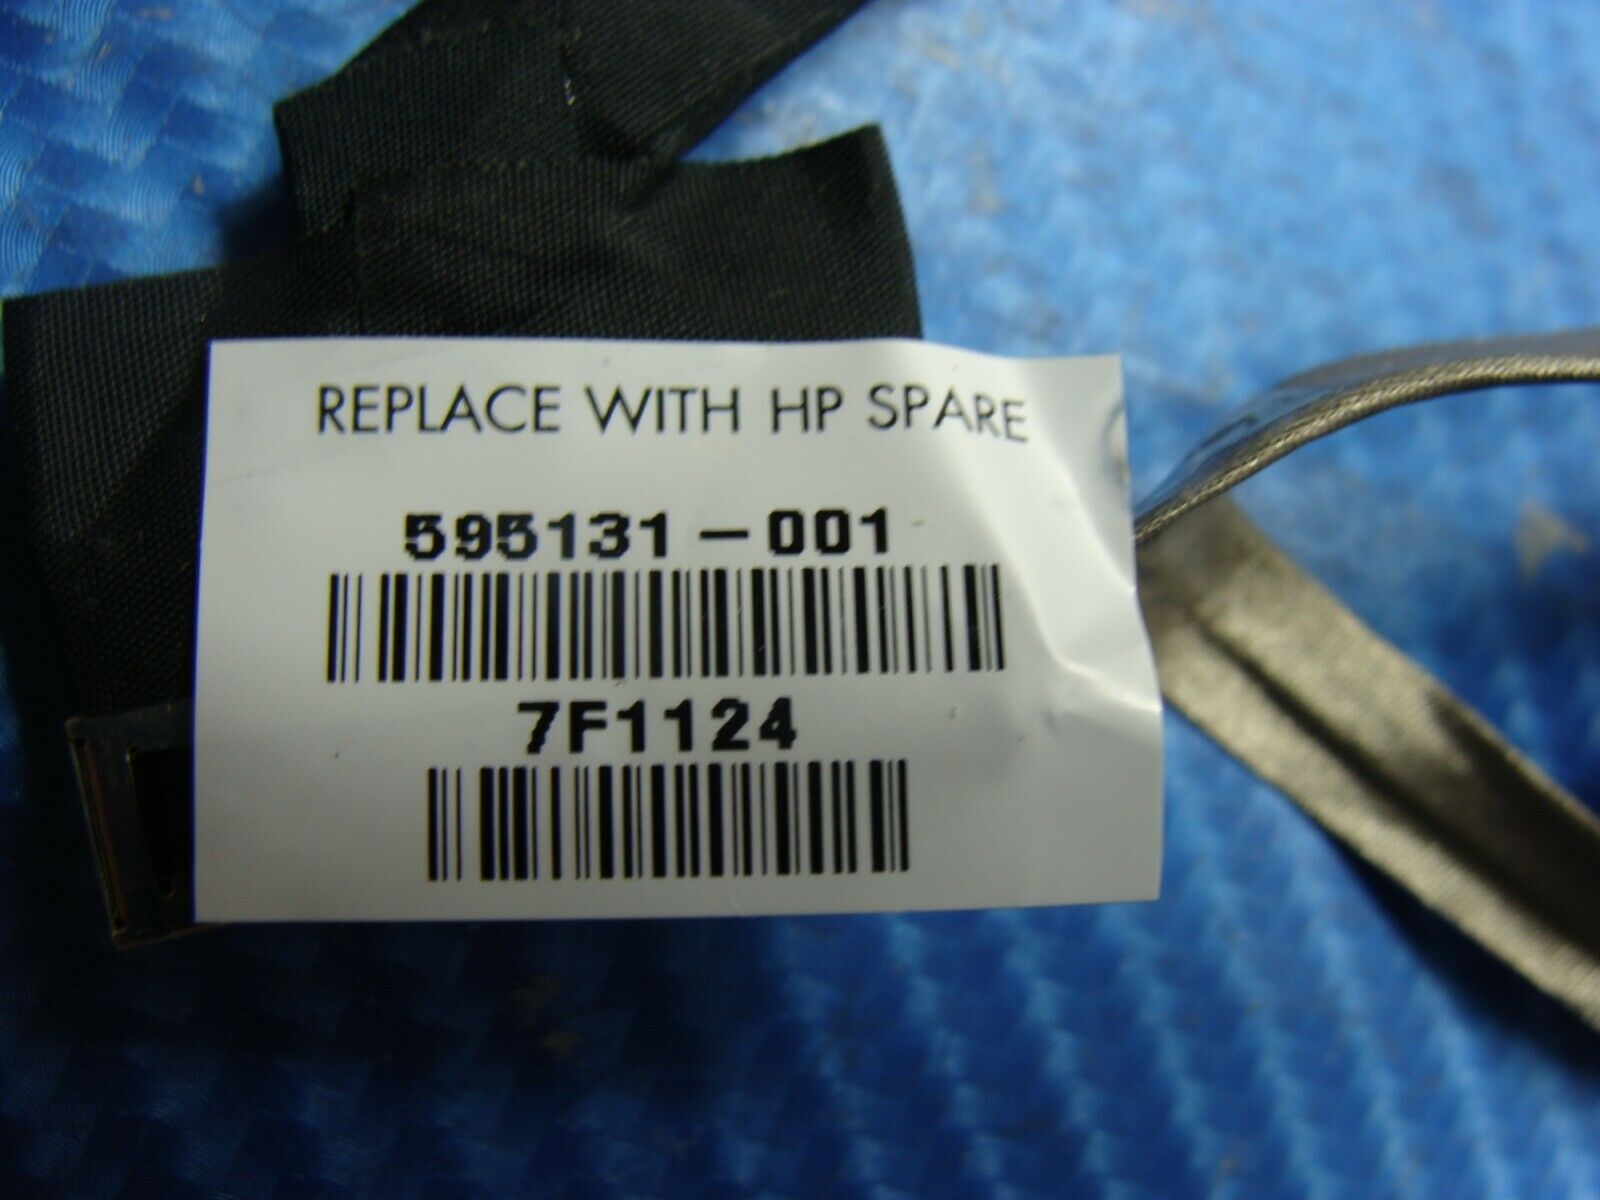 REPLACE WITH HP SPARE
595131-001
7F1124